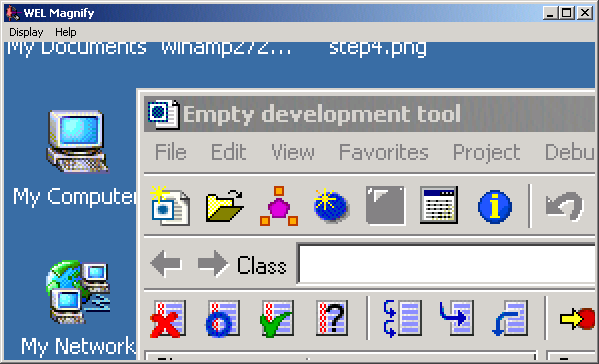 WEL Magnify
Display Help
My Documents winamp272... step4.png
Empty development tool
File Edit View Favorites Project Debu
My Computer
Class
My Network